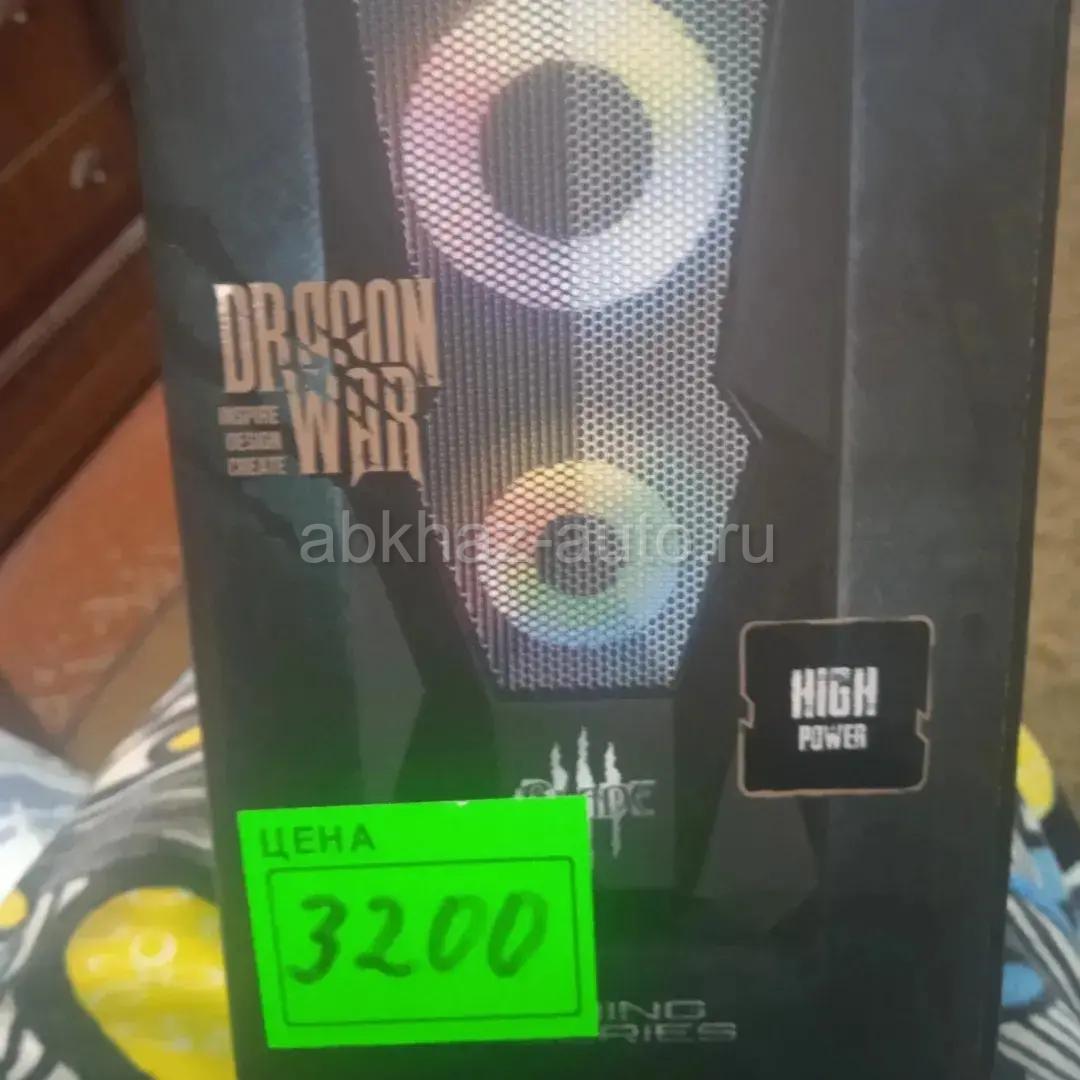 DRAGON
WAR
INSPIRE
DESIGN
CREATE
abkhaz-auto.ru
HiGH
POWER
ЦЕНА
3200